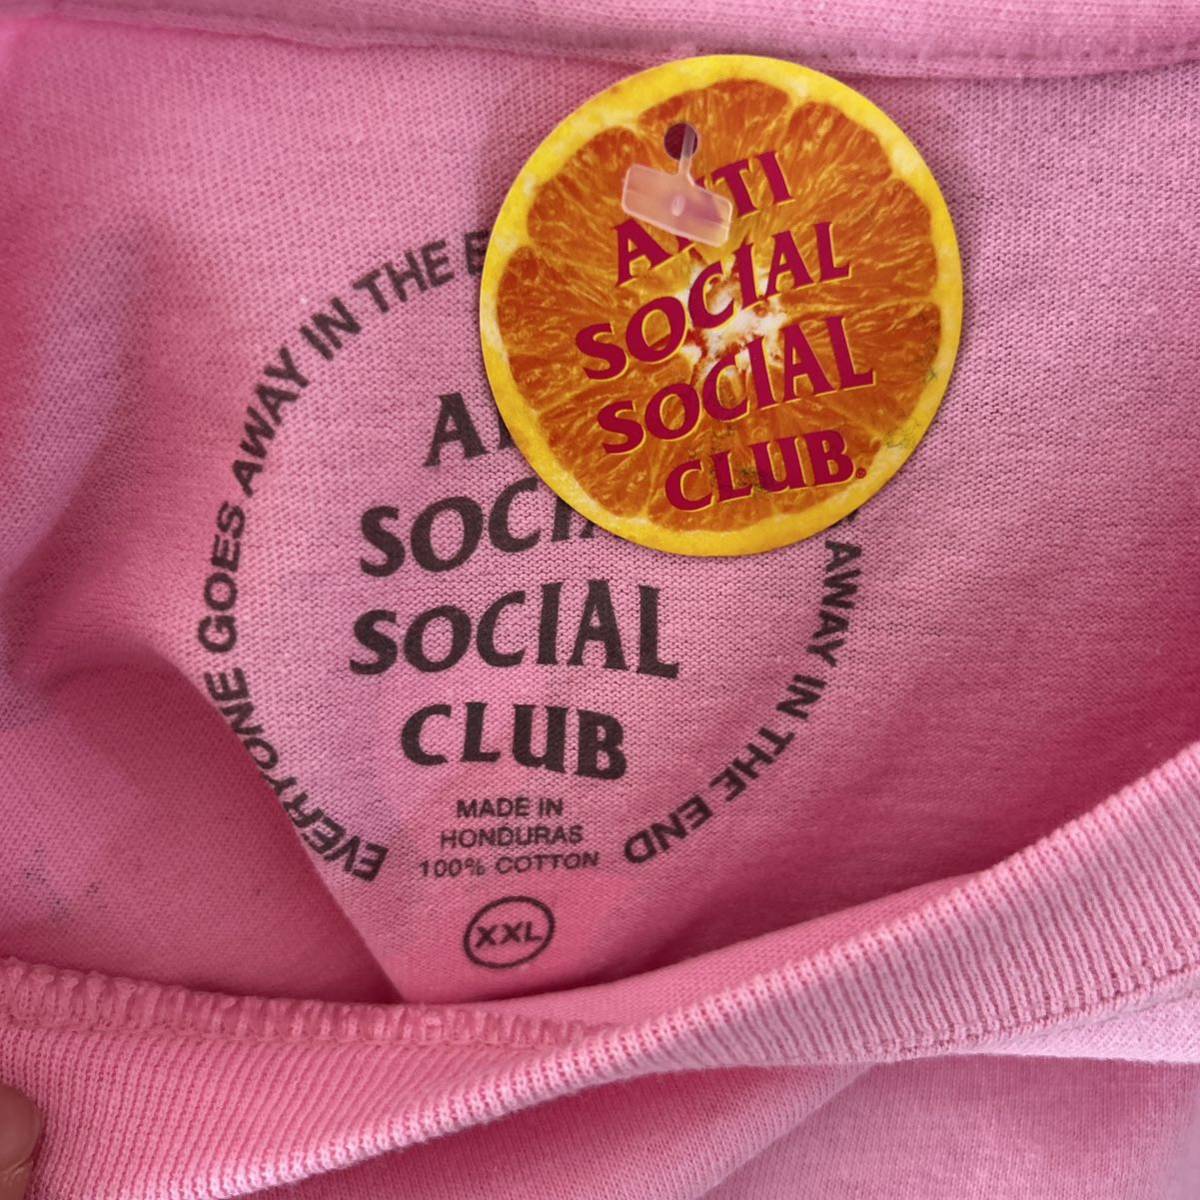 ANTI
SOCIAL
SOCIAL
CLUB.
EVERYONE GOES AWAY IN THE E
AWAY IN THE END
SOCIAL
CLUB
MADE IN
HONDURAS
100% COTTON
XXL